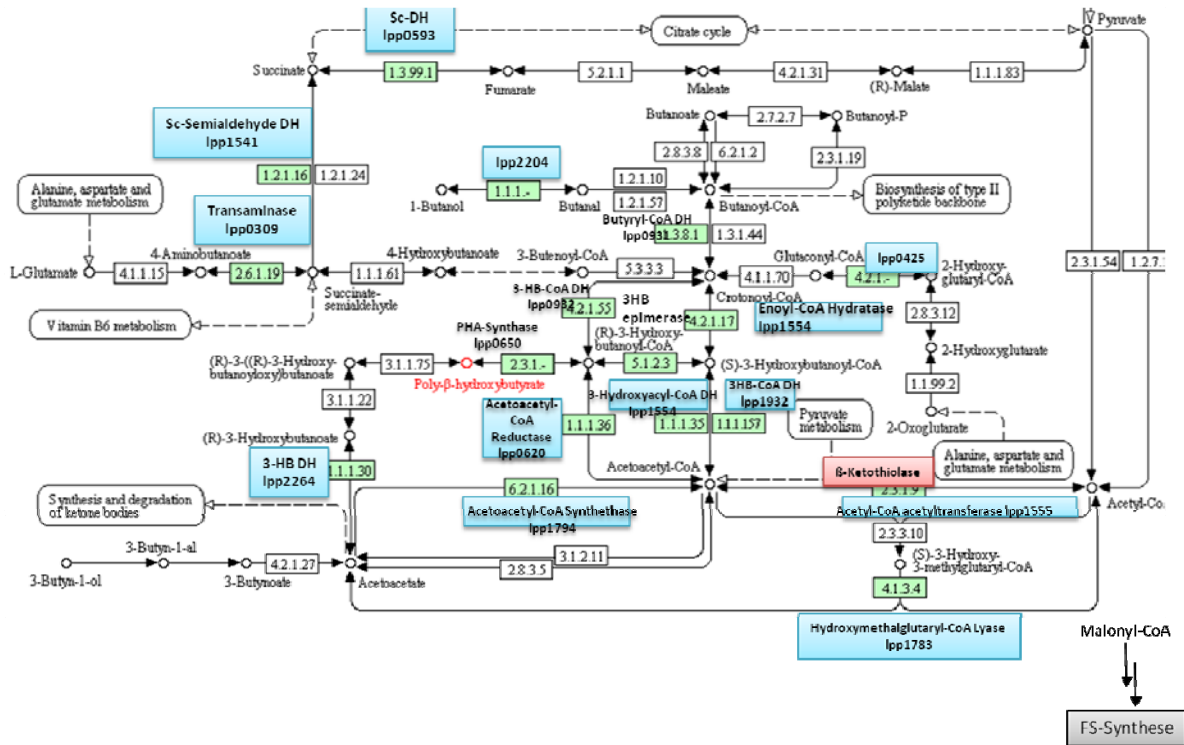 Sc-DH
lpp0593
Citrate cycle
Pyruvate
Succinate
1.3.99.1
5.2.1.1
4.2.1.31
1.1.1.83
Fumarate
Maleate
(R)-Malate
Sc-Semialdehyde DH
lpp1541
Butanoate
2.7.2.7
Butanoyl-P
2.8.3.8
6.2.1.2
2.3.1.19
1.2.1.16
1.2.1.24
lpp2204
1.2.1.10
1.1.1.-
1.2.1.57
1-Butanol
Butanal
Butanoyl-CoA
Biosynthesis of type II
polyketide backbone
Alanine, aspartate and
glutamate metabolism
Transaminase
lpp0309
Butyryl-CoA DH
lpp0931
1.3.8.1
1.3.1.44
4-Aminobutanoate
4-Hydroxybutanoate
3-Butenoyl-CoA
Glutaconyl-CoA
lpp0425
2-Hydroxy-
glutaryl-CoA
2.3.1.54
1.2.7.
L-Glutamate
4.1.1.15
2.6.1.19
1.1.1.61
5.3.3.3
4.1.1.70
4.2.1.-
Succinate-
semialdehyde
3-HB-CoA DH
lpp0932
Crotonoyl-CoA
4.2.1.55
3HB
epimerase
4.2.1.17
Enoyl-CoA Hydratase
lpp1554
2.8.3.12
Vitamin B6 metabolism
PHA-Synthase
lpp0650
(R)-3-Hydroxy-
butanoyl-CoA
2-Hydroxyglutarate
(R)-3-((R)-3-Hydroxy-
butanoyloxy)butanoate
3.1.1.75
2.3.1.-
5.1.2.3
(S)-3-Hydroxybutanoyl-CoA
Poly-β-hydroxybutyrate
1.1.99.2
3.1.1.22
Acetoacetyl-
CoA
Reductase
lpp0620
1.1.1.36
3-Hydroxyacyl-CoA DH
lpp1554
1.1.1.35
3HB-CoA DH
lpp1932
1.1.1.157
Pyruvate
metabolism
2-Oxoglutarate
(R)-3-Hydroxybutanoate
3-HB DH
lpp2264
1.1.1.30
Acetoacetyl-CoA
ß-Ketothiolase
Alanine, aspartate and
glutamate metabolism
Synthesis and degradation
of ketone bodies
6.2.1.16
2.3.1.9
Acetoacetyl-CoA Synthethase
lpp1794
Acetyl-CoA acetyltransferase lpp1555
Acetyl-Co
2.3.3.10
3-Butyn-1-al
3.1.2.11
(S)-3-Hydroxy-
3-methylglutaryl-CoA
4.2.1.27
2.8.3.5
3-Butyn-1-ol
3-Butynoate
Acetoacetate
4.1.3.4
Hydroxymethalglutaryl-CoA Lyase
lpp1783
Malonyl-CoA
FS-Synthese